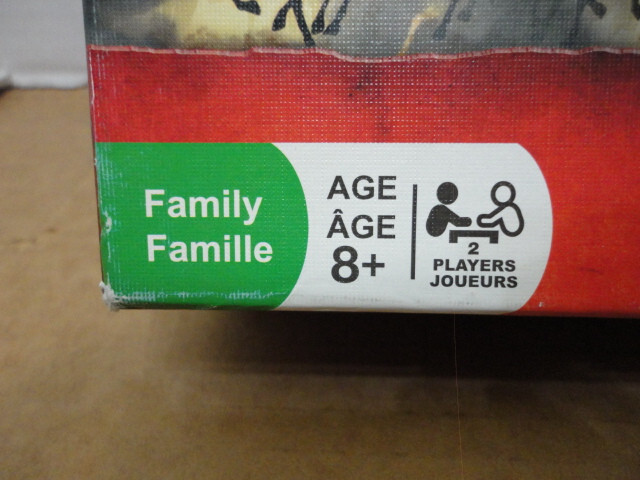 Family
Famille
AGE
ÂGE
8+
2
PLAYERS
JOUEURS